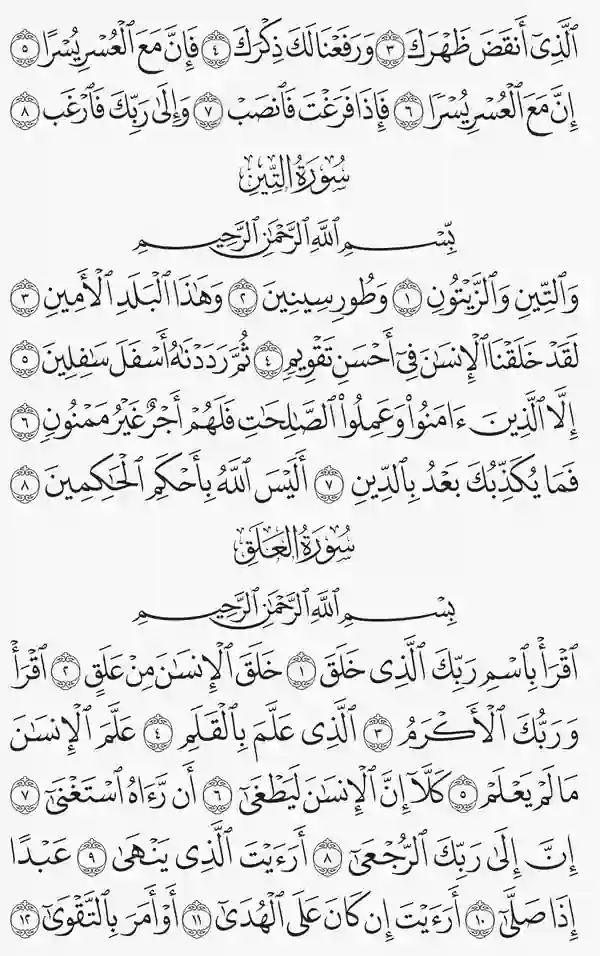 ٱلَّذِىٓ أَنقَضَ ظَهْرَكَ ٣ وَرَفَعْنَا لَكَ ذِكْرَكَ ٤ فَإِنَّ مَعَ ٱلْعُسْرِ يُسْرًا ٥
إِنَّ مَعَ ٱلْعُسْرِ يُسْرًا ٦ فَإِذَا فَرَغْتَ فَٱنصَبْ ٧ وَإِلَىٰ رَبِّكَ فَٱرْغَب ٨
سُورَةُ التِّينِ
بِّسْمِ ٱللَّهِ ٱلرَّحْمَٰنِ ٱلرَّحِيمِ
وَٱلتِّينِ وَٱلزَّيْتُونِ ١ وَطُورِ سِينِينَ ٢ وَهَٰذَا ٱلْبَلَدِ ٱلْأَمِينِ ٣
لَقَدْ خَلَقْنَا ٱلْإِنسَٰنَ فِىٓ أَحْسَنِ تَقْوِيمٍ ٤ ثُمَّ رَدَدْنَٰهُ أَسْفَلَ سَٰفِلِينَ ٥
إِلَّا ٱلَّذِينَ ءَامَنُوا۟ وَعَمِلُوا۟ ٱلصَّٰلِحَٰتِ فَلَهُمْ أَجْرٌ غَيْرُ مَمْنُونٍ ٦
فَمَا يُكَذِّبُكَ بَعْدُ بِٱلدِّينِ ٧ أَلَيْسَ ٱللَّهُ بِأَحْكَمِ ٱلْحَٰكِمِينَ ٨
سُورَةُ العَلَقِ
بِسْمِ ٱللَّهِ ٱلرَّحْمَٰنِ ٱلرَّحِيمِ
ٱقْرَأْ بِٱسْمِ رَبِّكَ ٱلَّذِى خَلَقَ ١ خَلَقَ ٱلْإِنسَٰنَ مِنْ عَلَقٍ ٢ ٱقْرَأْ
وَرَبُّكَ ٱلْأَكْرَمُ ٣ ٱلَّذِى عَلَّمَ بِٱلْقَلَمِ ٤ عَلَّمَ ٱلْإِنسَٰنَ
مَا لَمْ يَعْلَمْ ٥ كَلَّآ إِنَّ ٱلْإِنسَٰنَ لَيَطْغَىٰٓ ٦ أَن رَّءَاهُ ٱسْتَغْنَىٰٓ ٧
إِنَّ إِلَىٰ رَبِّكَ ٱلرُّجْعَىٰٓ ٨ أَرَءَيْتَ ٱلَّذِى يَنْهَىٰ ٩ عَبْدًا
إِذَا صَلَّىٰٓ ١٠ أَرَءَيْتَ إِن كَانَ عَلَى ٱلْهُدَىٰٓ ١١ أَوْ أَمَرَ بِٱلتَّقْوَىٰٓ ١٢